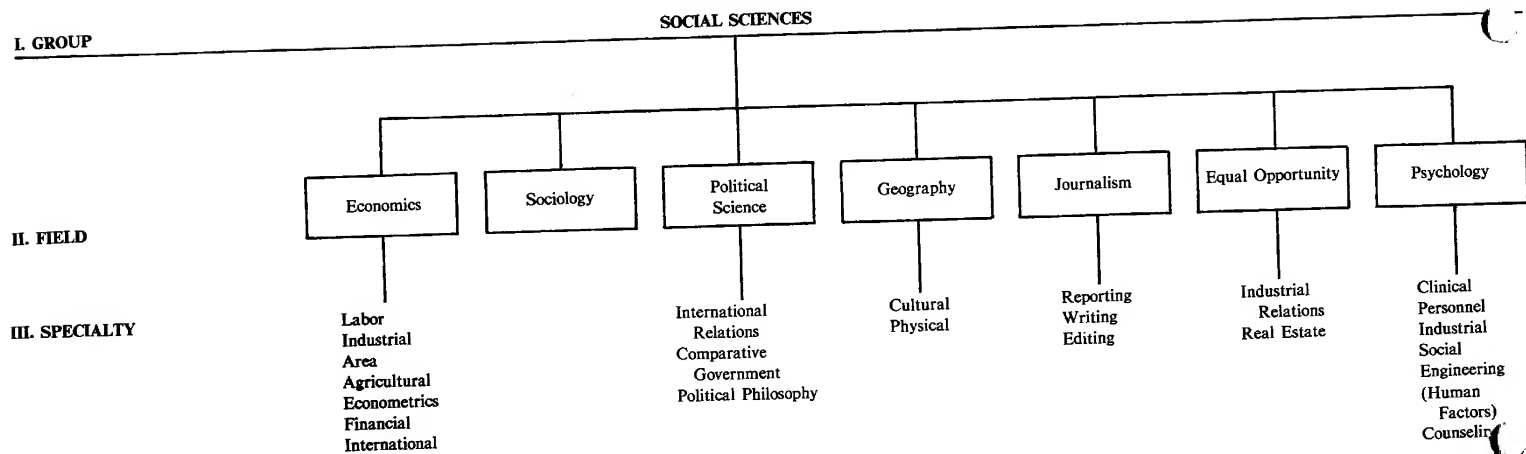 SOCIAL SCIENCES
I. GROUP
Economics
Sociology
Political
Science
Geography
Journalism
Equal Opportunity
Psychology
II. FIELD
III. SPECIALTY
Labor
Industrial
Area
Agricultural
Econometrics
Financial
International
International
Relations
Comparative
Government
Political Philosophy
Cultural
Physical
Reporting
Writing
Editing
Industrial
Relations
Real Estate
Clinical
Personnel
Industrial
Social
Engineering
(Human
Factors)